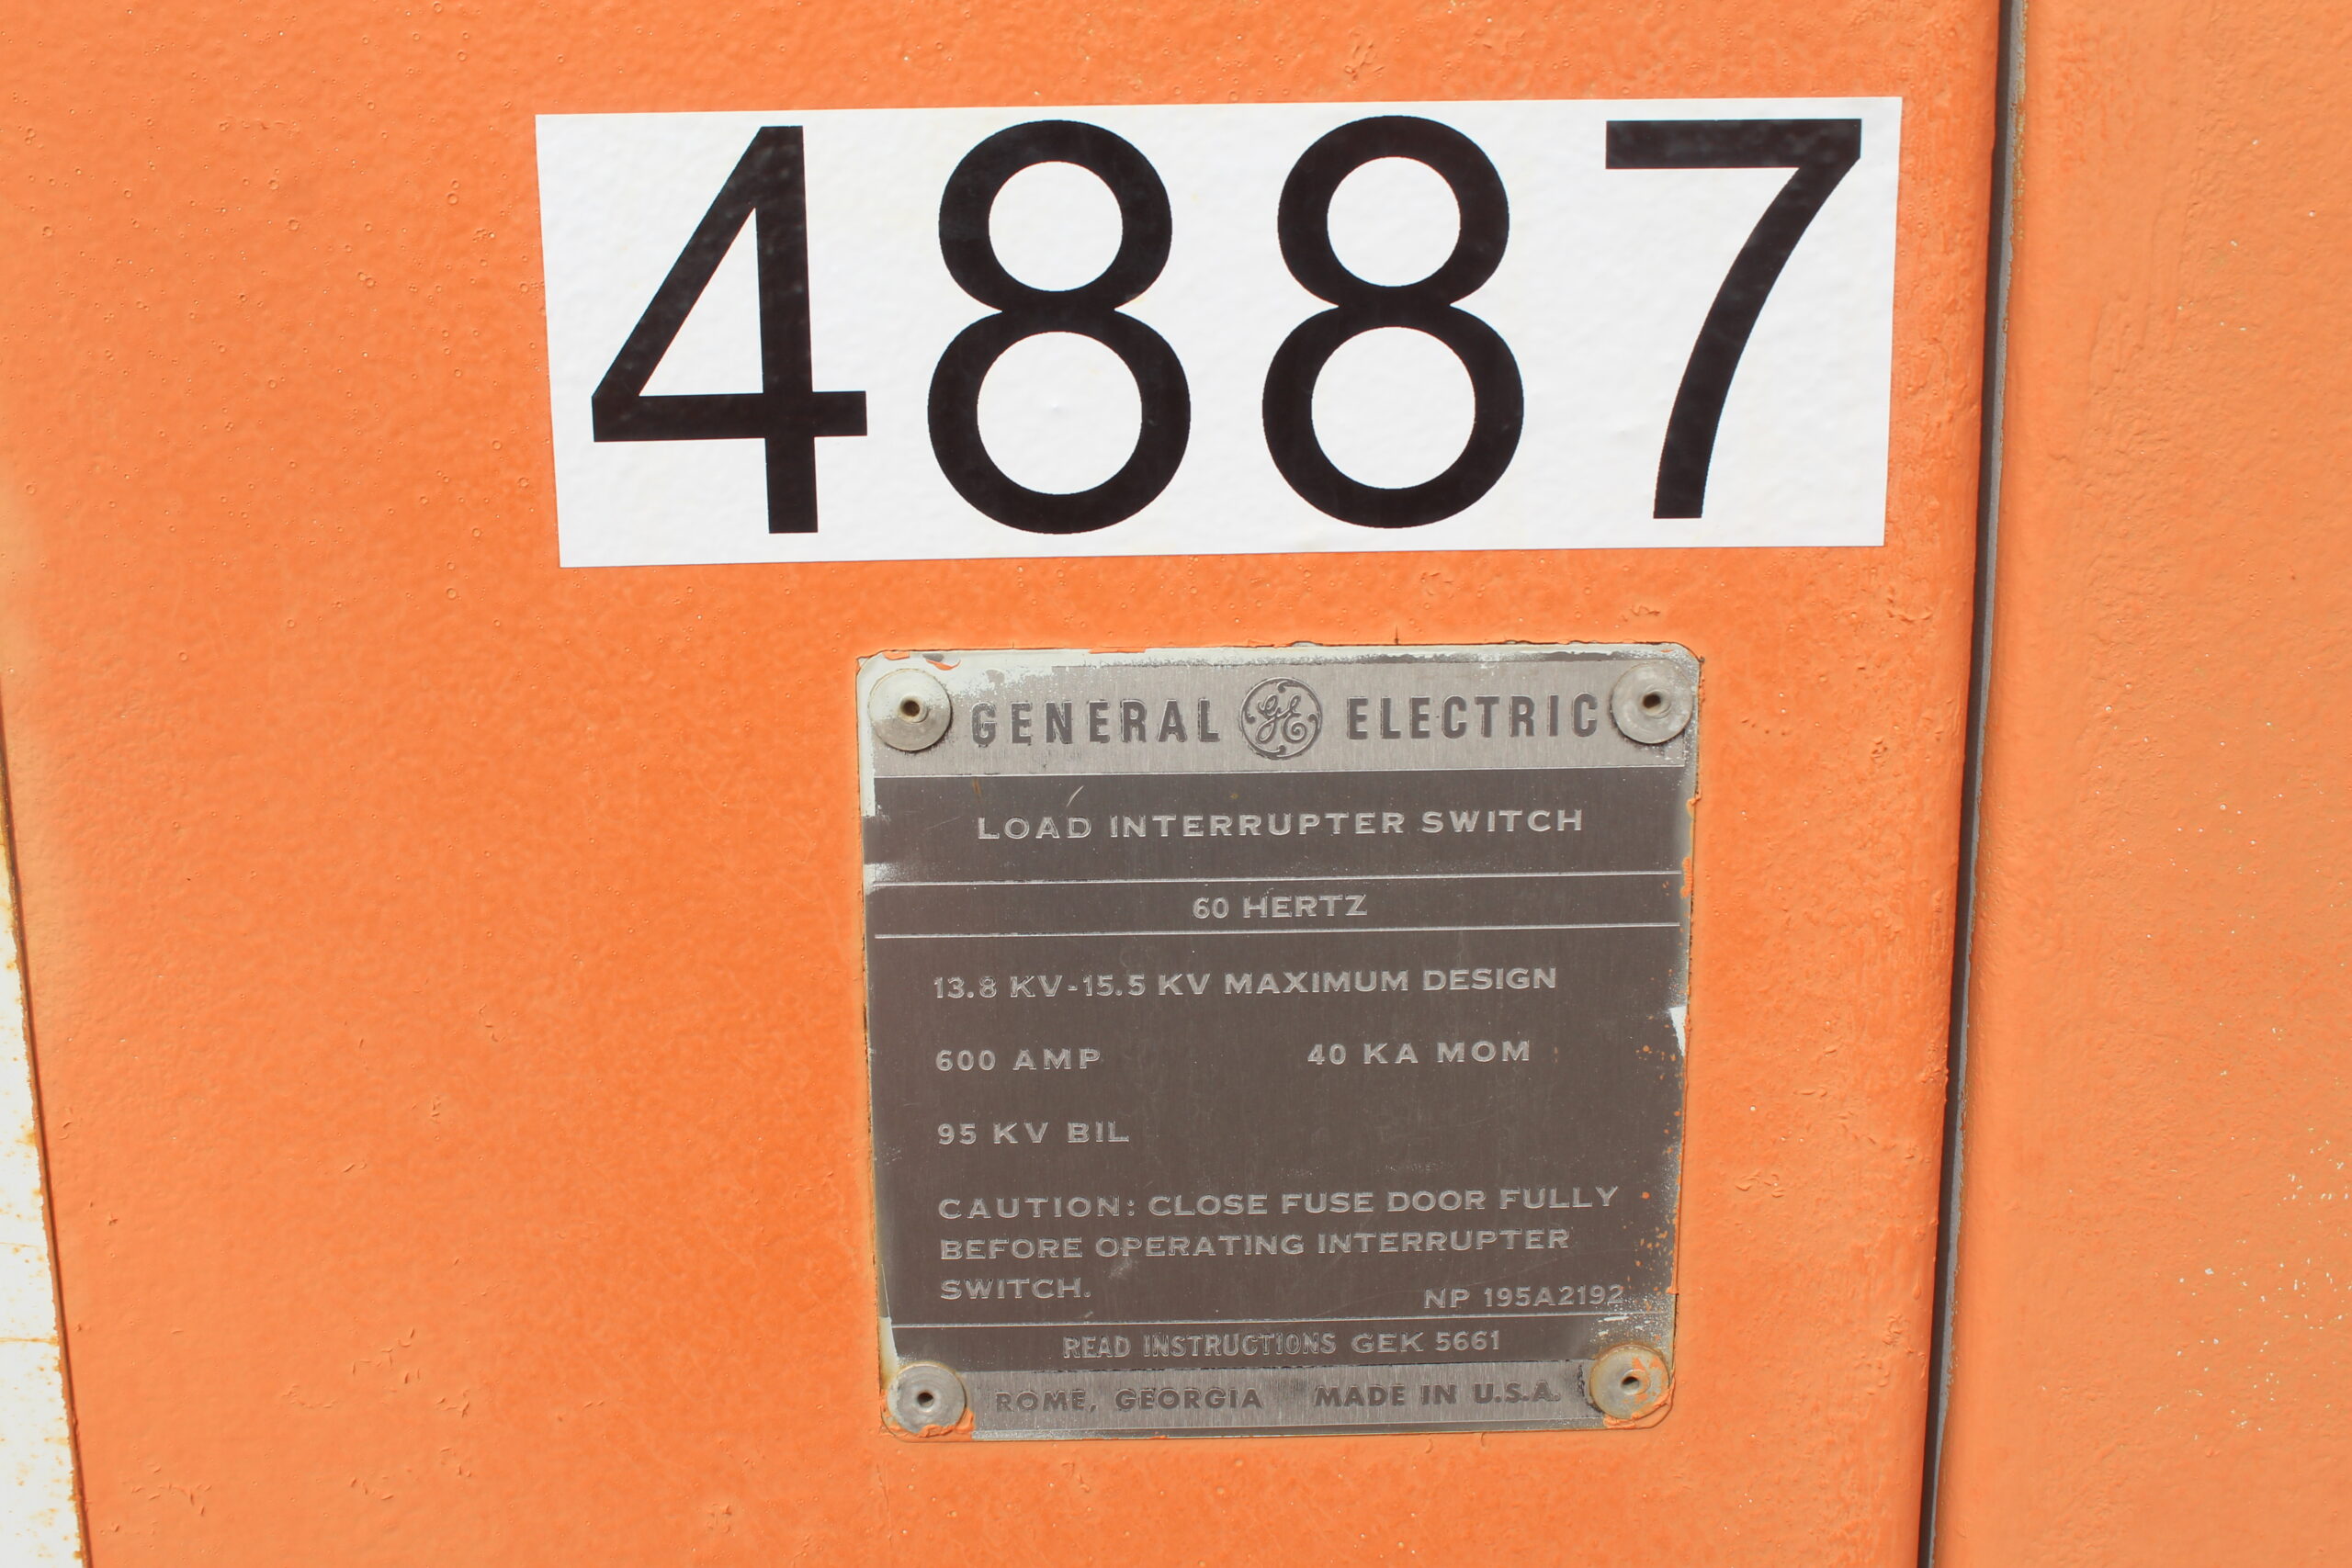 4887
GENERAL GE ELECTRIC
LOAD INTERRUPTER SWITCH
60 HERTZ
13.8 KV-15.5 KV MAXIMUM DESIGN
600 AMP 40 KA MOM
95 KV BIL
CAUTION: CLOSE FUSE DOOR FULLY
BEFORE OPERATING INTERRUPTER
SWITCH.
NP 195A2192
READ INSTRUCTIONS GEK 5661
ROME, GEORGIA MADE IN U.S.A.